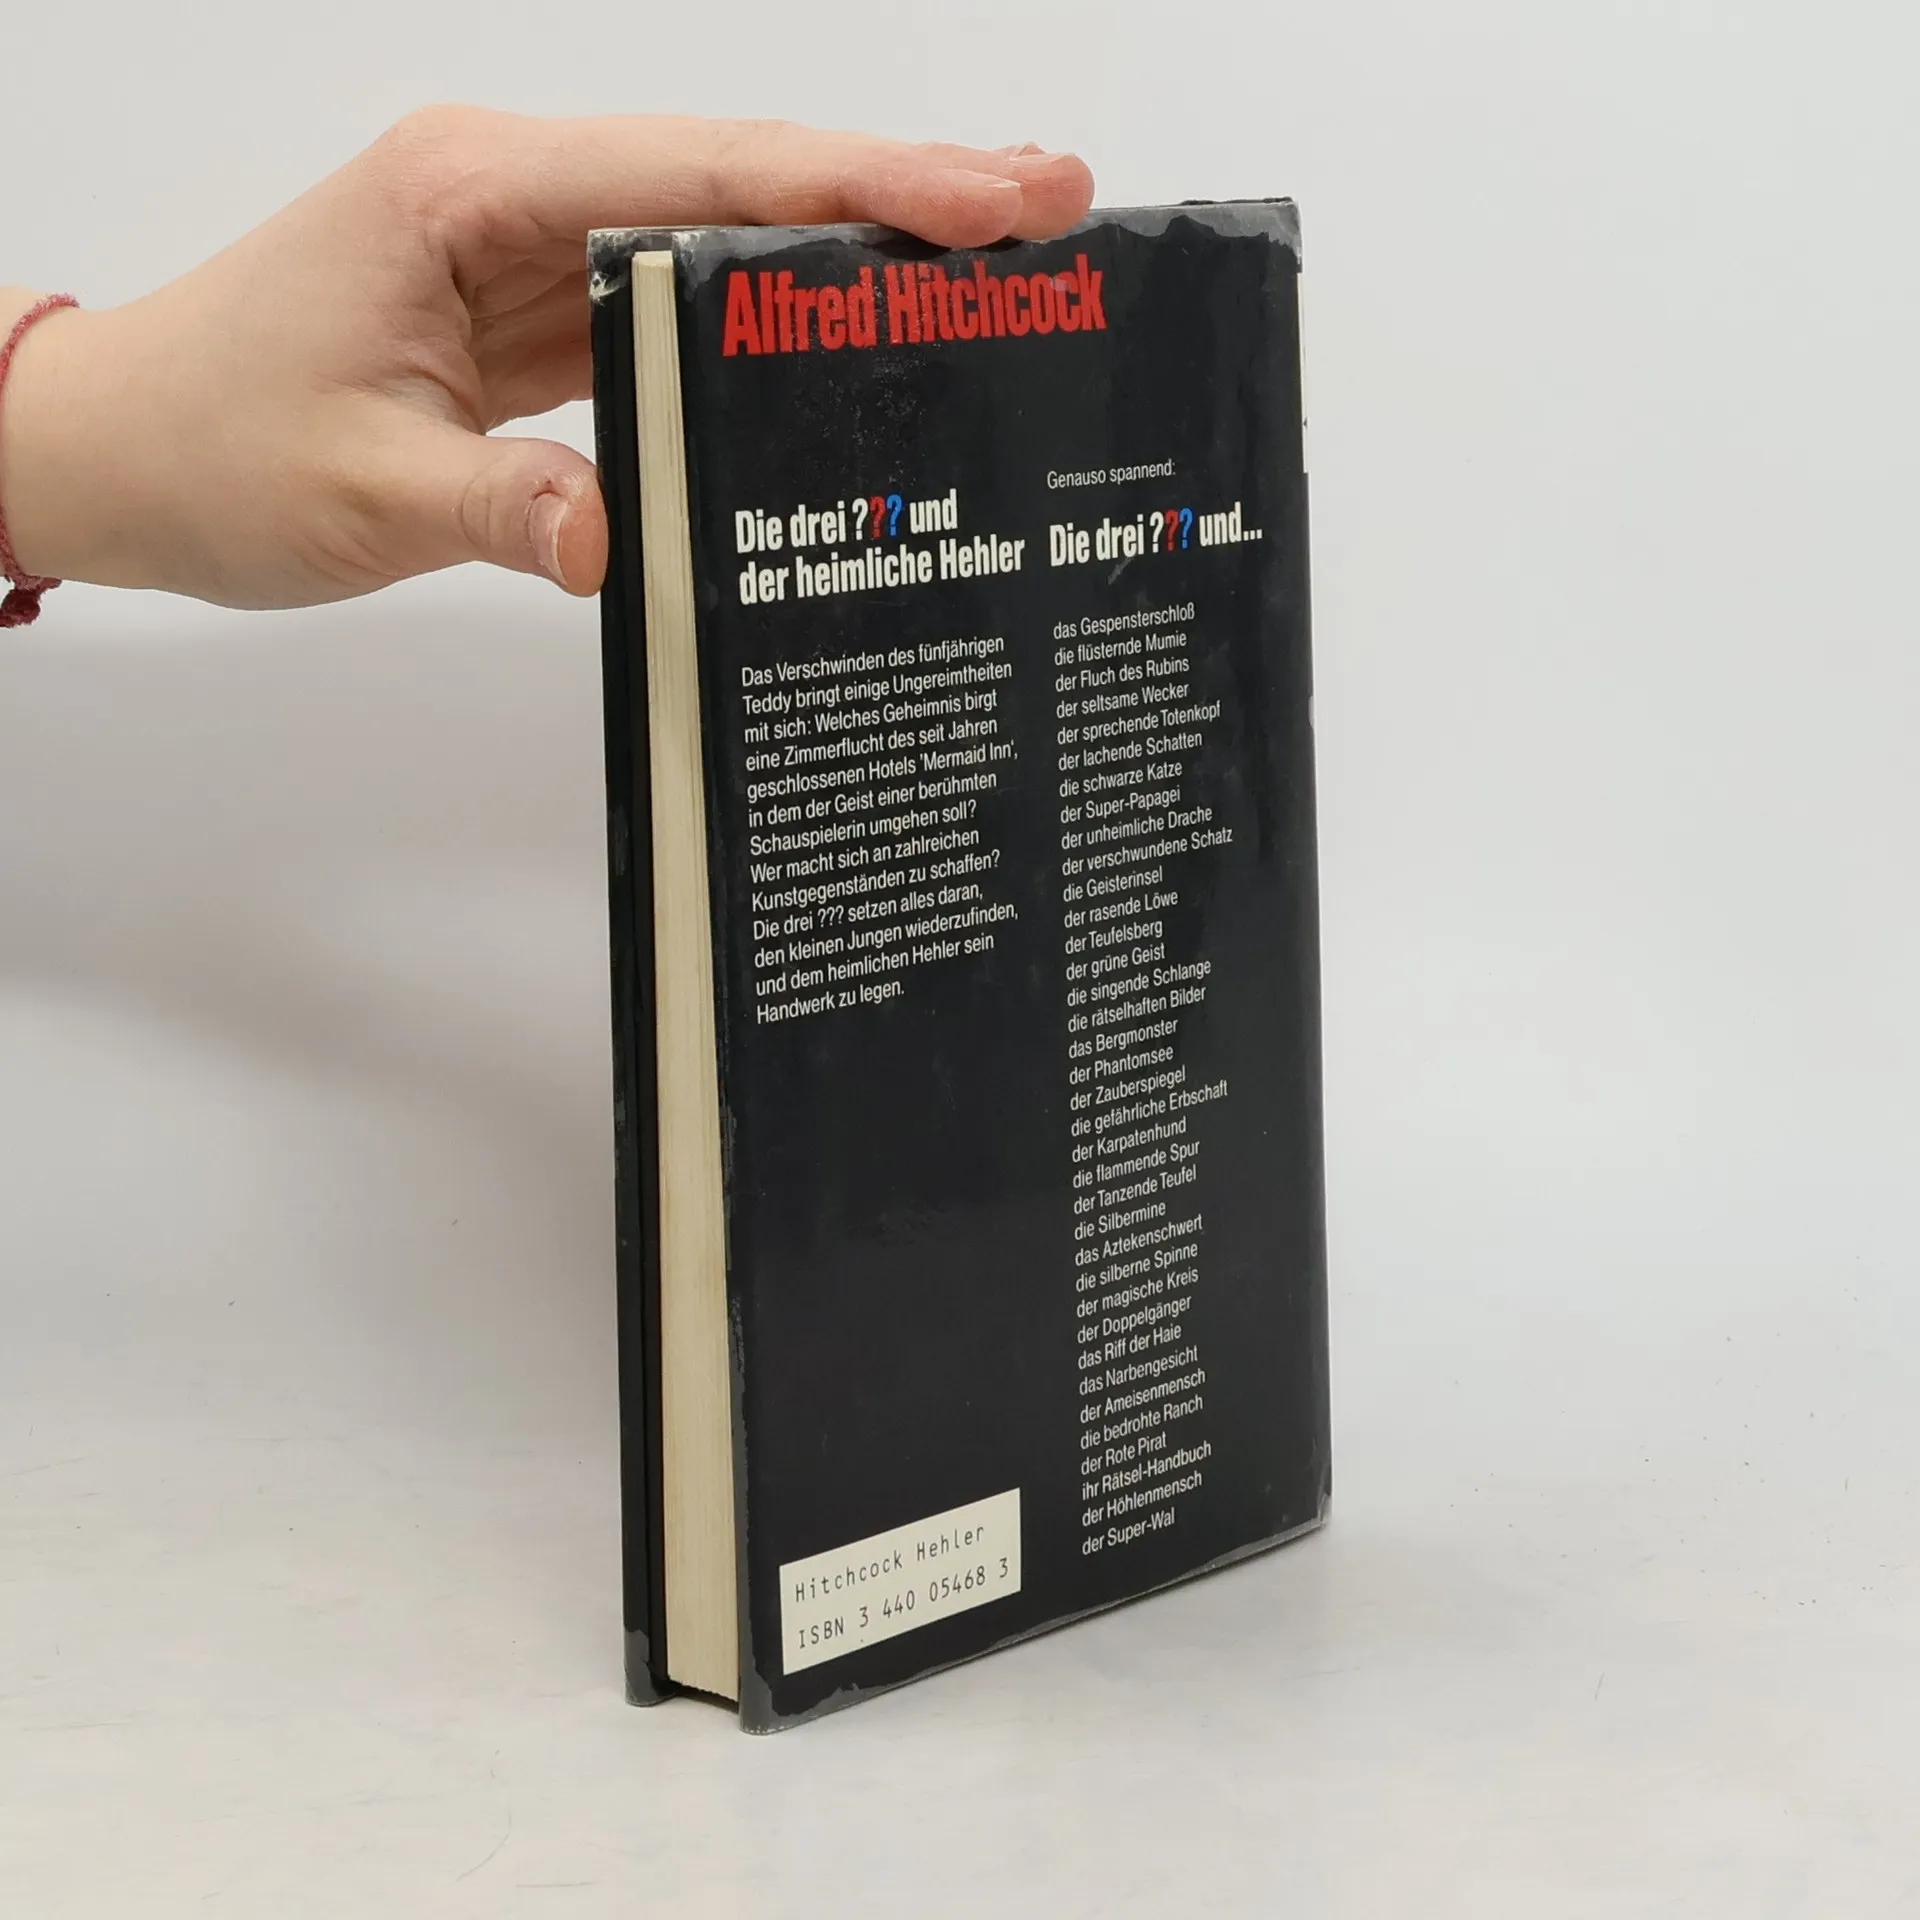 Alfred Hitchcock
Die drei ??? und
der heimliche Hehler
Das Verschwinden des fünfjährigen
Teddy bringt einige Ungereimtheiten
mit sich: Welches Geheimnis birgt
eine Zimmerflucht des seit Jahren
geschlossenen Hotels 'Mermaid Inn',
in dem der Geist einer berühmten
Schauspielerin umgehen soll?
Wer macht sich an zahlreichen
Kunstgegenständen zu schaffen?
Die drei ??? setzen alles daran,
den kleinen Jungen wiederzufinden,
und dem heimlichen Hehler sein
Handwerk zu legen.
Genauso spannend:
Die drei ??? und...
das Gespensterschloß
die flüsternde Mumie
der Fluch des Rubins
der seltsame Wecker
der sprechende Totenkopf
der lachende Schatten
die schwarze Katze
der Super-Papagei
der unheimliche Drache
der verschwundene Schatz
die Geisterinsel
der rasende Löwe
der Teufelsberg
der grüne Geist
die singende Schlange
die rätselhaften Bilder
das Bergmonster
der Phantomsee
der Zauberspiegel
die gefährliche Erbschaft
der Karpatenhund
die flammende Spur
der Tanzende Teufel
die Silbermine
das Aztekenschwert
die silberne Spinne
der magische Kreis
der Doppelgänger
das Riff der Haie
das Narbengesicht
der Ameisenmensch
die bedrohte Ranch
der Rote Pirat
ihr Rätsel-Handbuch
der Höhlenmensch
der Super-Wal
Hitchcock Hehler
ISBN 3 440 05468 3